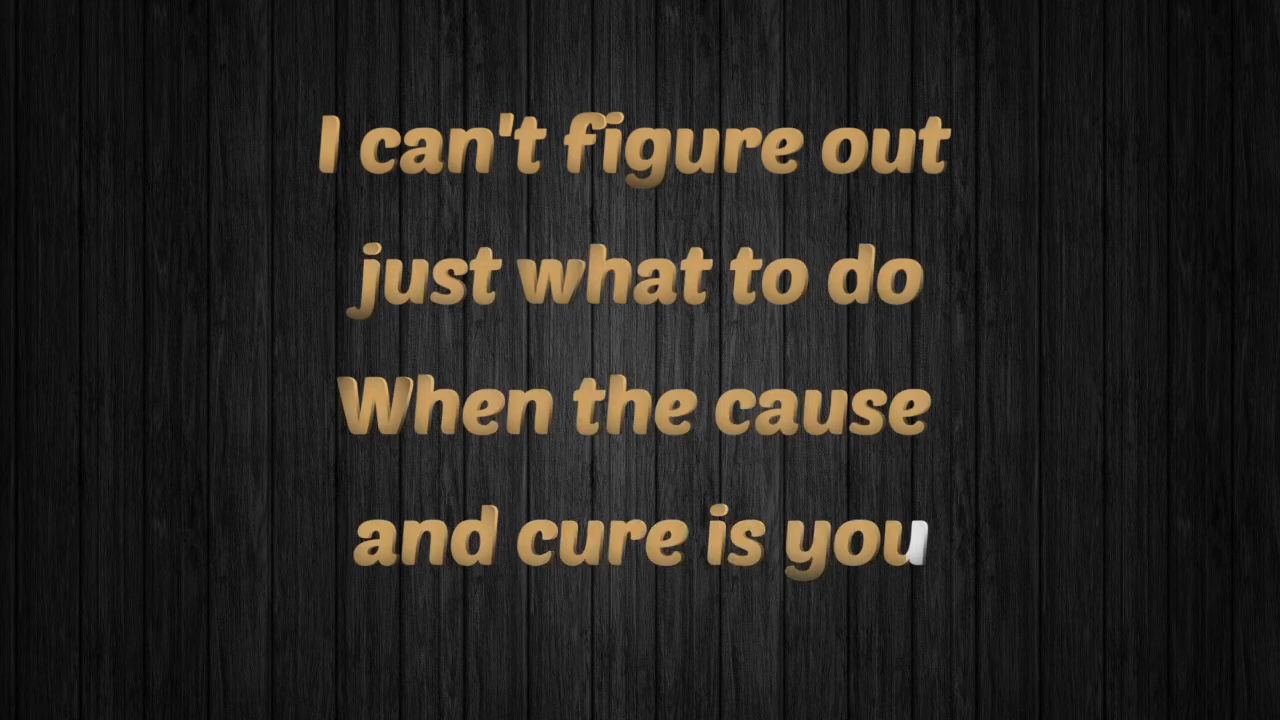 I can't figure out
just what to do
When the cause
and cure is you